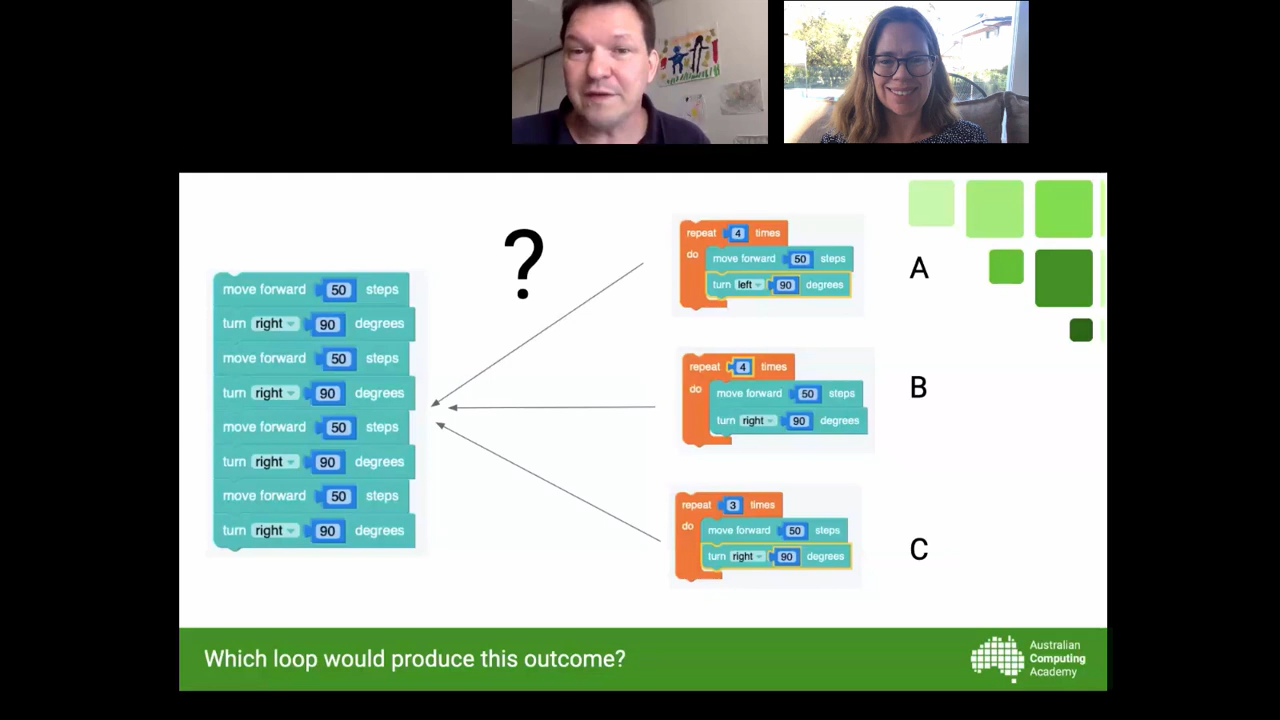 ?
move forward 50 steps
turn right 90 degrees
move forward 50 steps
turn right 90 degrees
move forward 50 steps
turn right 90 degrees
move forward 50 steps
turn right 90 degrees
repeat 4 times
do move forward 50 steps
turn left 90 degrees
A
repeat 4 times
do move forward 50 steps
turn right 90 degrees
B
repeat 3 times
do move forward 50 steps
turn right 90 degrees
C
Which loop would produce this outcome?
Australian
Computing
Academy